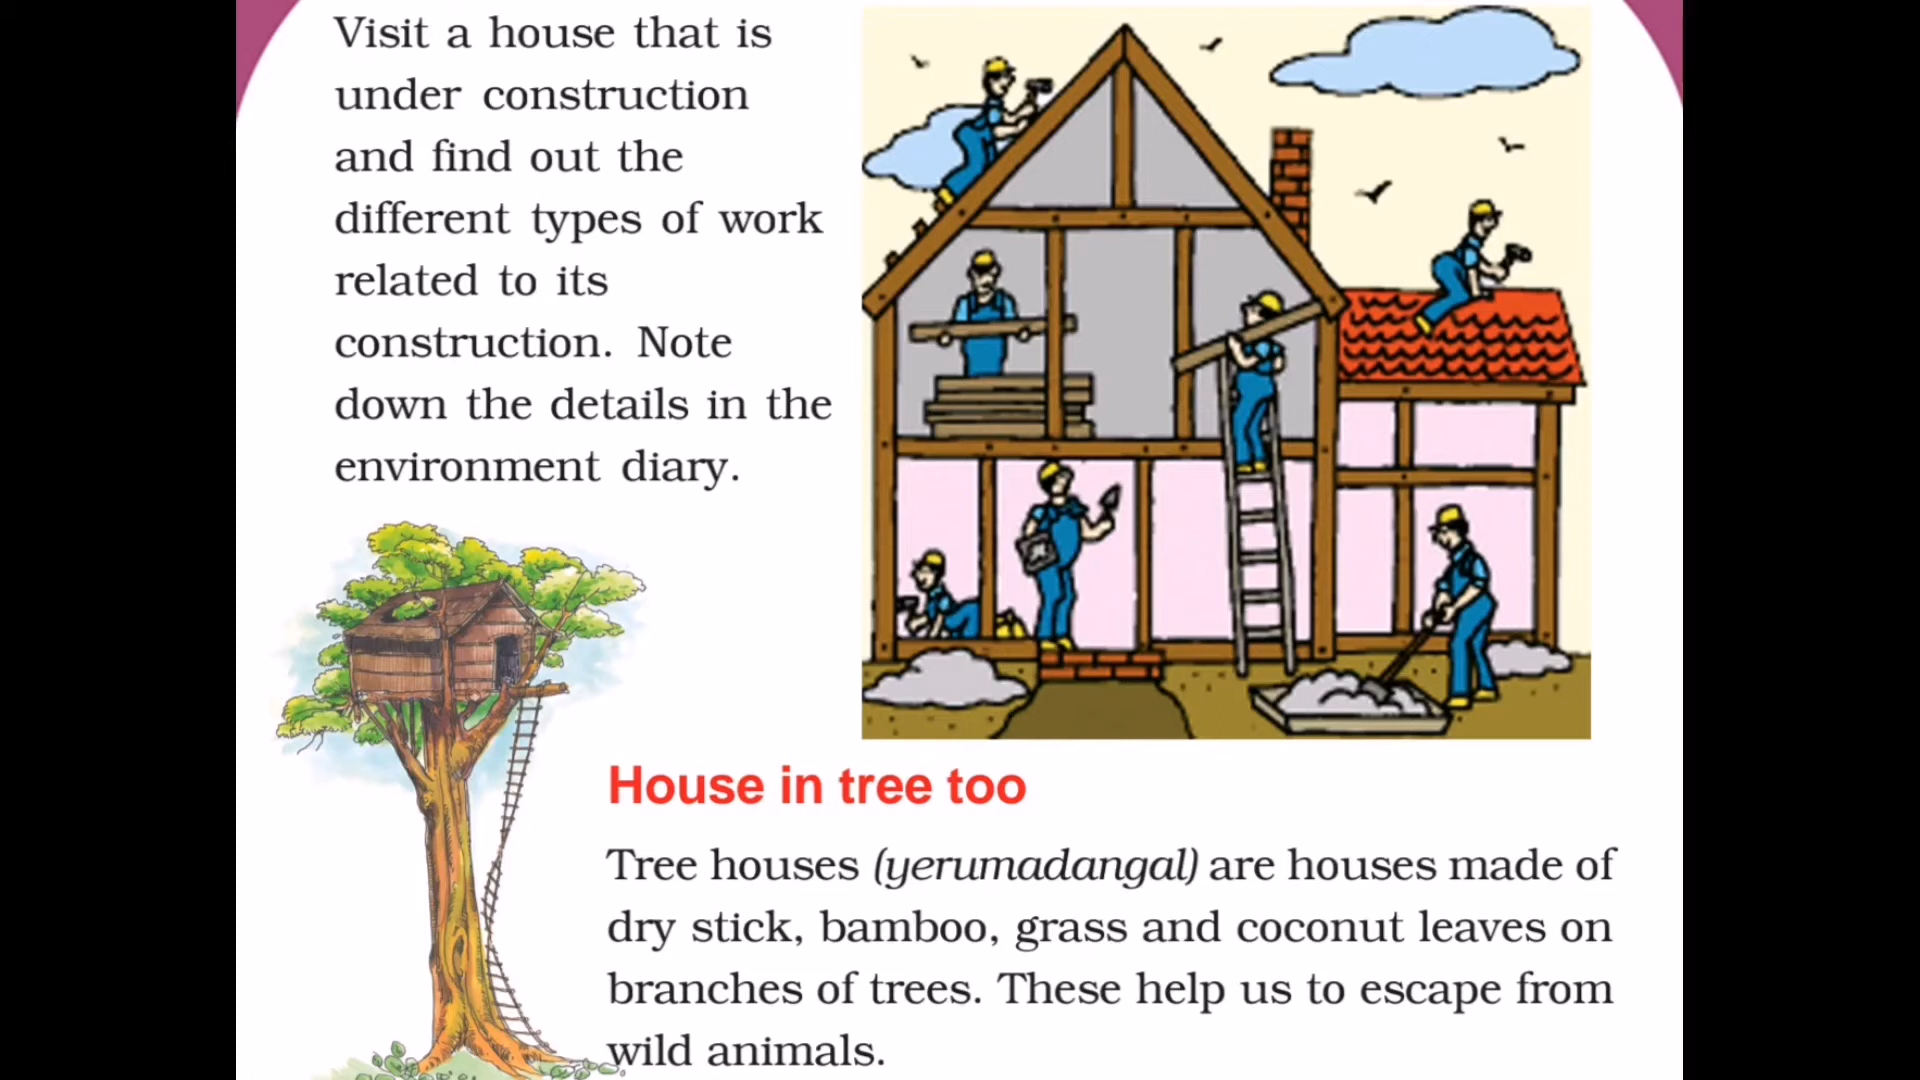 Visit a house that is
under construction
and find out the
different types of work
related to its
construction. Note
down the details in the
environment diary.
House in tree too
Tree houses (yerumadangal) are houses made of
dry stick, bamboo, grass and coconut leaves on
branches of trees. These help us to escape from
wild animals.